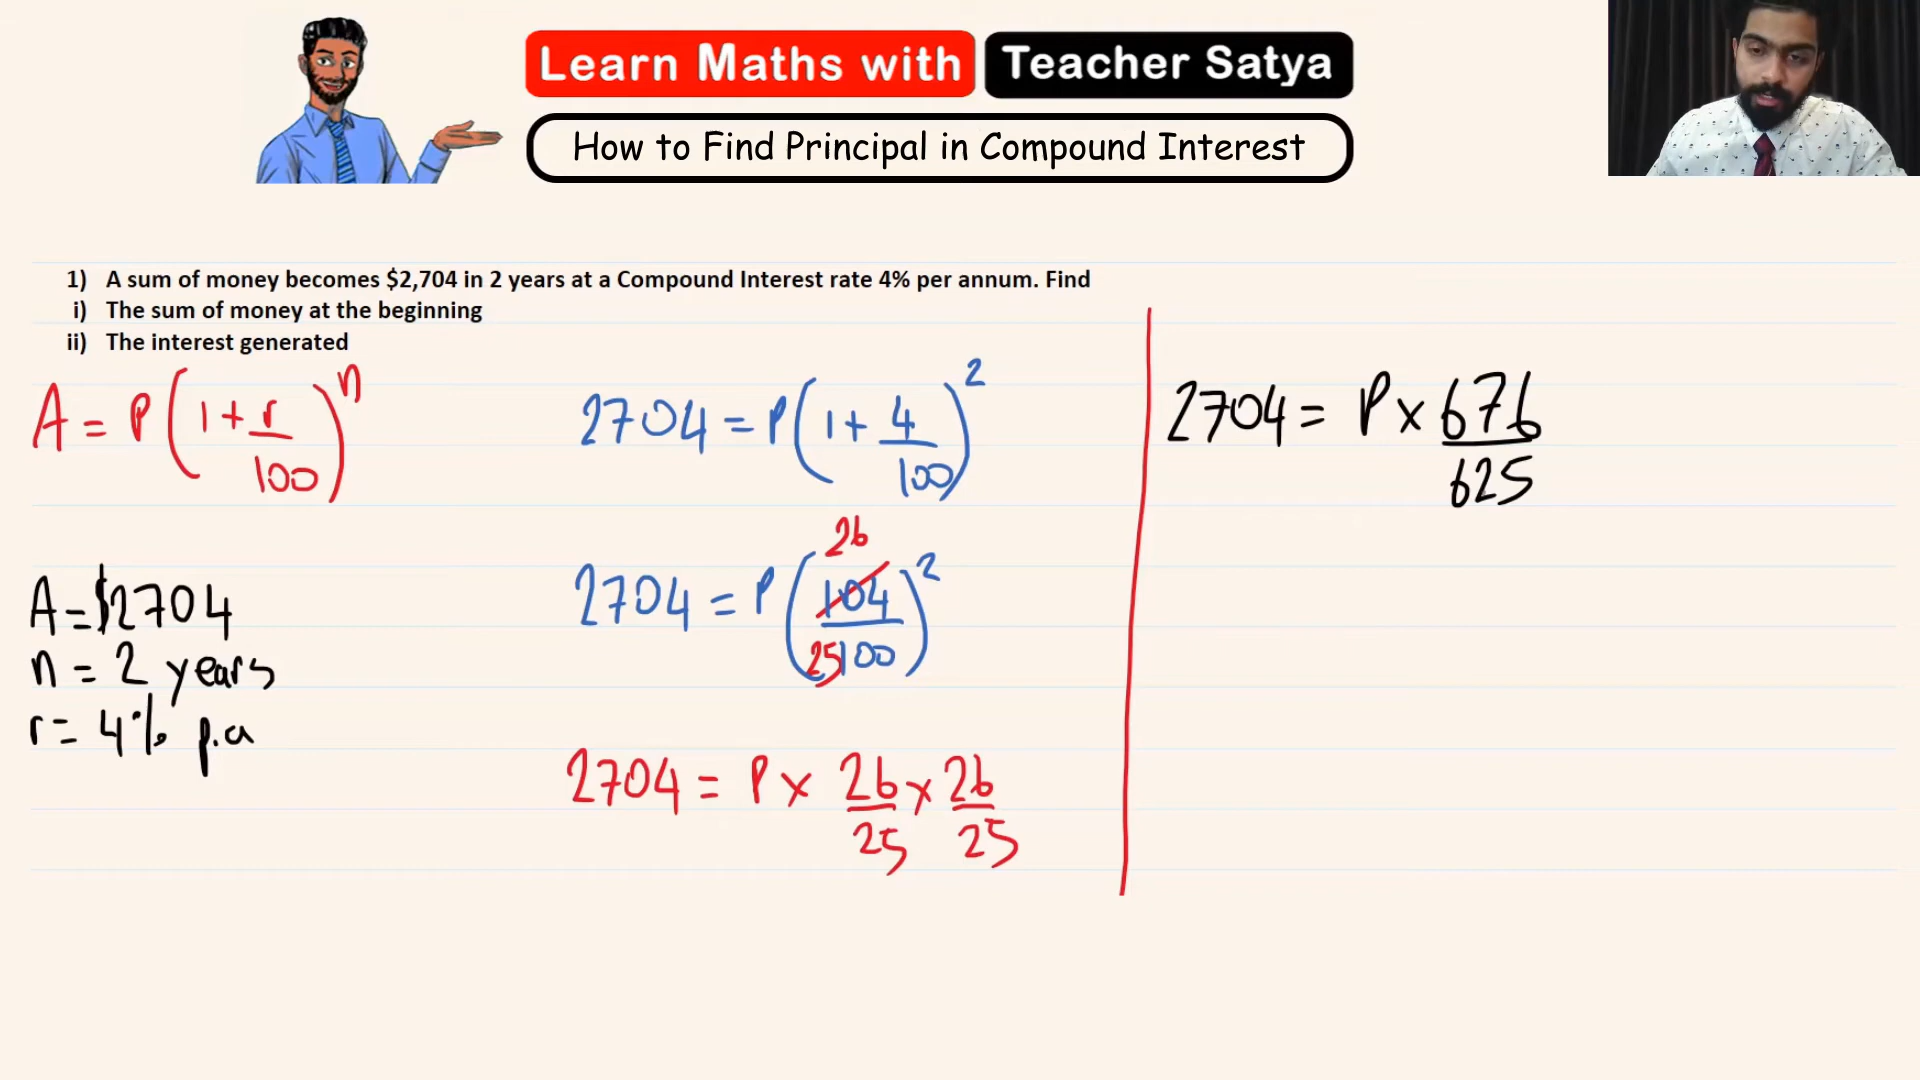 Learn Maths with Teacher Satya
How to Find Principal in Compound Interest
1) A sum of money becomes $2,704 in 2 years at a Compound Interest rate 4% per annum. Find
i) The sum of money at the beginning
ii) The interest generated
A = P(1 + r/100)^n
A = $2704
n = 2 years
r = 4% p.a
2704 = P(1 + 4/100)^2
26
2704 = P(104/100)^2
25
2704 = P x 26/25 x 26/25
2704 = P x 676/625